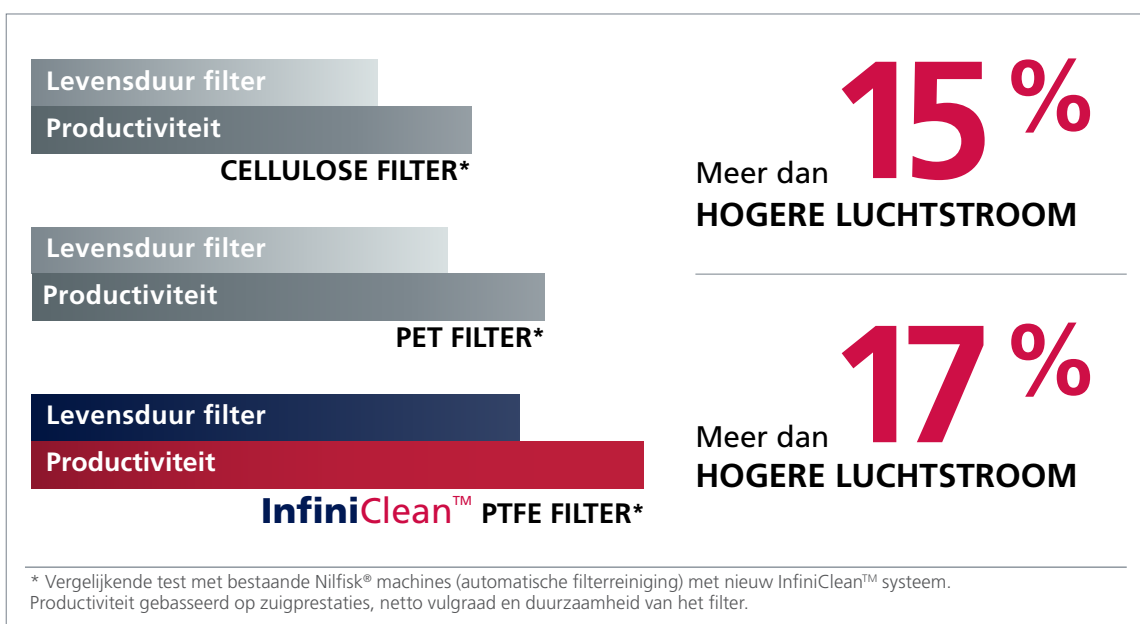 Levensduur filter
Productiviteit
CELLULOSE FILTER*
Levensduur filter
Productiviteit
PET FILTER*
Levensduur filter
Productiviteit
InfiniClean™ PTFE FILTER*
Meer dan 15 %
HOGERE LUCHTSTROOM
Meer dan 17 %
HOGERE LUCHTSTROOM
* Vergelijkende test met bestaande Nilfisk® machines (automatische filterreiniging) met nieuw InfiniClean™ systeem.
Productiviteit gebasseerd op zuigprestaties, netto vulgraad en duurzaamheid van het filter.